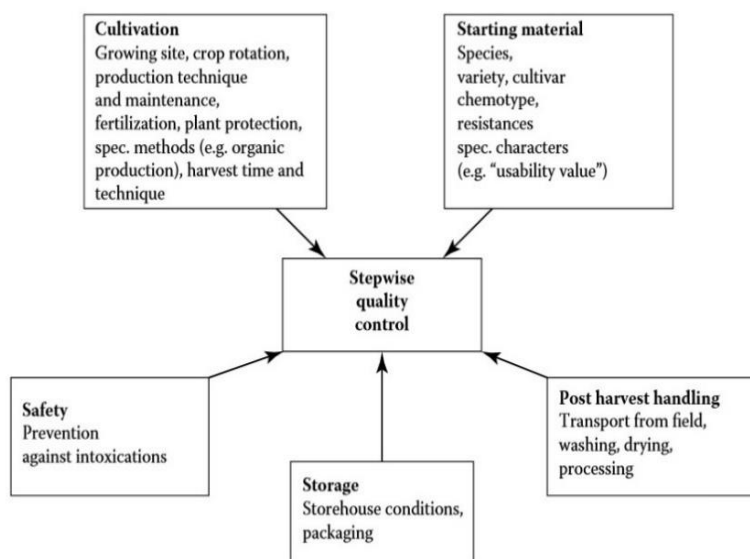 Cultivation
Growing site, crop rotation,
production technique
and maintenance,
fertilization, plant protection,
spec. methods (e.g. organic
production), harvest time and
technique
Starting material
Species,
variety, cultivar
chemotype,
resistances
spec. characters
(e.g. “usability value”)
Stepwise
quality
control
Safety
Prevention
against intoxications
Storage
Storehouse conditions,
packaging
Post harvest handling
Transport from field,
washing, drying,
processing